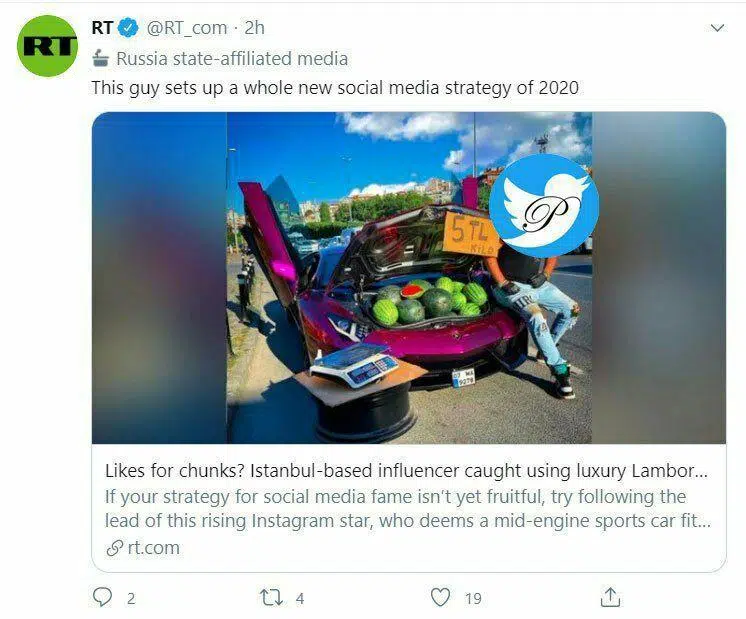 RT @RT_com · 2h
RT
Russia state-affiliated media
This guy sets up a whole new social media strategy of 2020
5 TL
KILO
P
Likes for chunks? Istanbul-based influencer caught using luxury Lambor...
If your strategy for social media fame isn't yet fruitful, try following the
lead of this rising Instagram star, who deems a mid-engine sports car fit...
rt.com
2 4 19